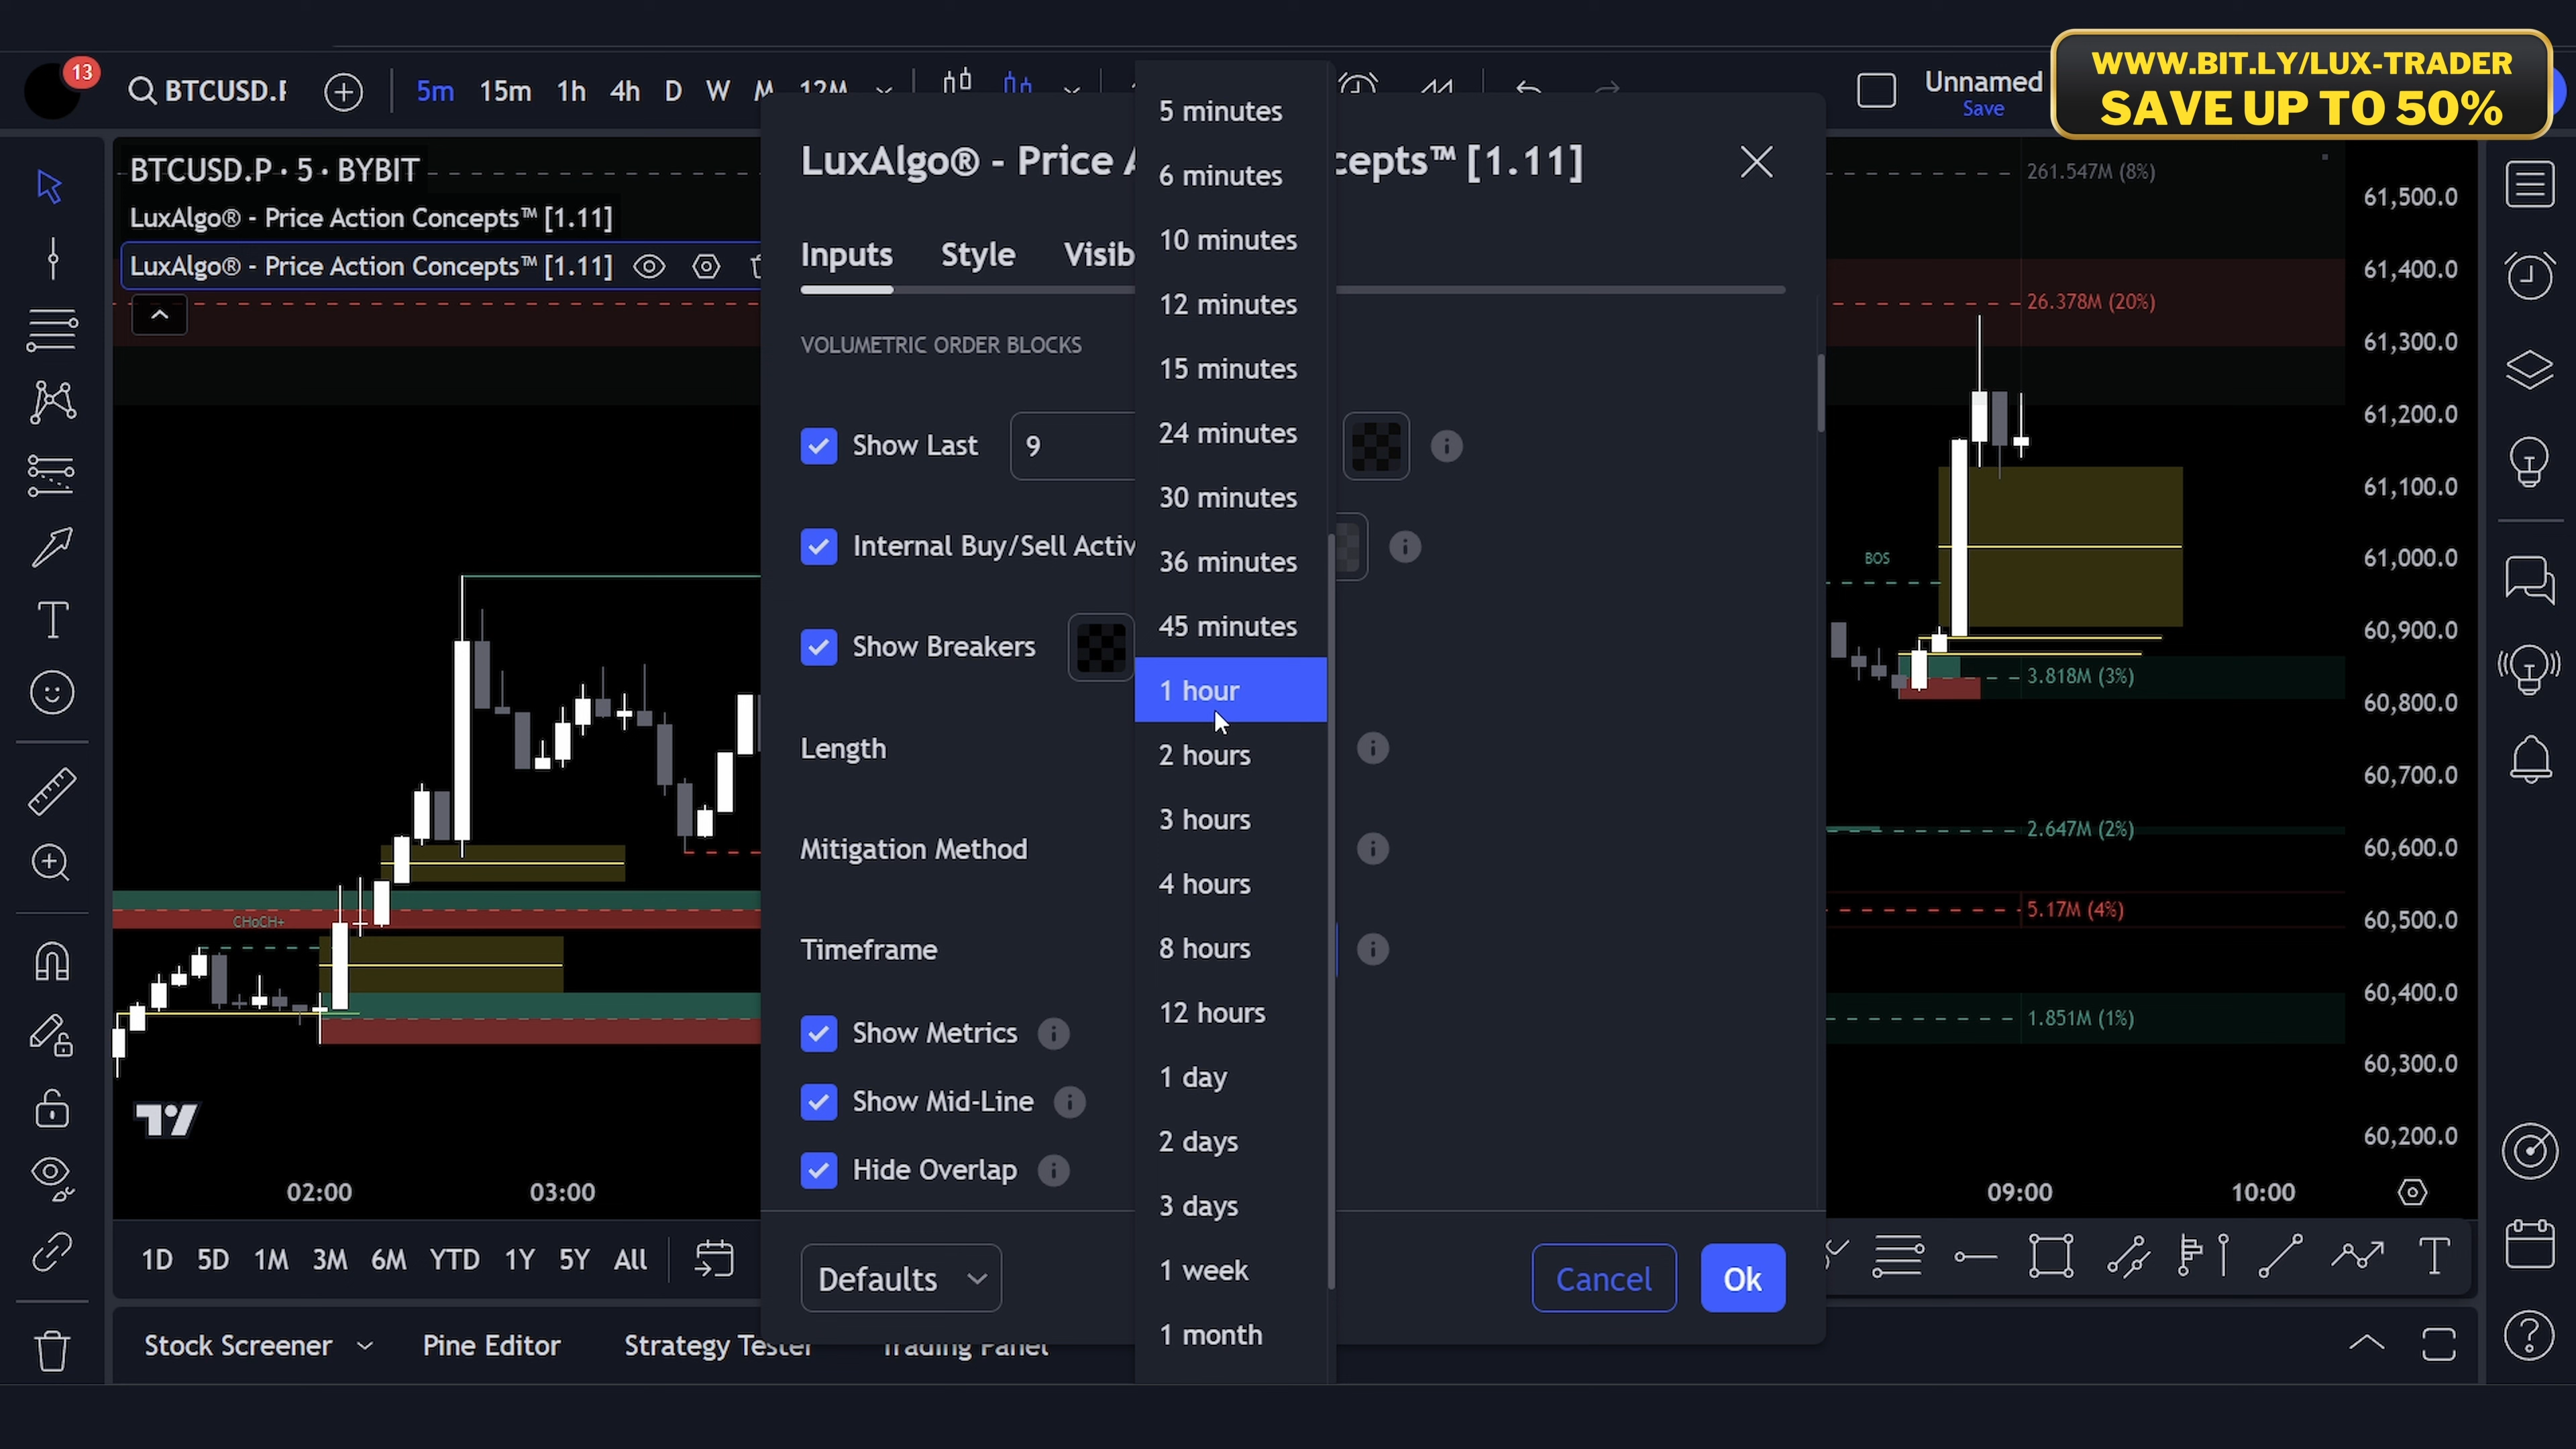 13
BTCUSD.F
5m 15m 1h 4h D W M 12M
Unnamed
Save
WWW.BIT.LY/LUX-TRADER
SAVE UP TO 50%
BTCUSD.P · 5 · BYBIT
LuxAlgo® - Price Action Concepts™ [1.11]
LuxAlgo® - Price Action Concepts™ [1.11]
CHoCH+
02:00 03:00
LuxAlgo® - Price A
cepts™ [1.11]
Inputs Style Visib
VOLUMETRIC ORDER BLOCKS
Show Last 9
Internal Buy/Sell Activ
Show Breakers
Length
Mitigation Method
Timeframe
Show Metrics
Show Mid-Line
Hide Overlap
Defaults
Cancel
Ok
5 minutes
6 minutes
10 minutes
12 minutes
15 minutes
24 minutes
30 minutes
36 minutes
45 minutes
1 hour
2 hours
3 hours
4 hours
8 hours
12 hours
1 day
2 days
3 days
1 week
1 month
261.547M (8%)
26.378M (20%)
BOS
3.818M (3%)
2.647M (2%)
5.17M (4%)
1.851M (1%)
61,500.0
61,400.0
61,300.0
61,200.0
61,100.0
61,000.0
60,900.0
60,800.0
60,700.0
60,600.0
60,500.0
60,400.0
60,300.0
60,200.0
09:00 10:00
1D 5D 1M 3M 6M YTD 1Y 5Y All
Stock Screener Pine Editor Strategy Tester Trading Panel